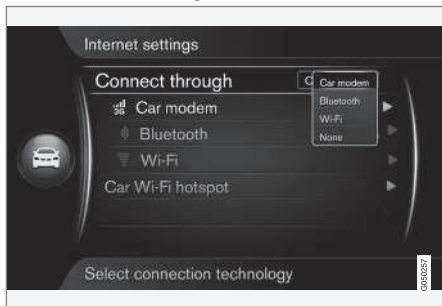 Internet settings
Connect through
C
Car modem
Bluetooth
Wi-Fi
None
3G
Car modem
Bluetooth
Wi-Fi
Car Wi-Fi hotspot
Select connection technology
G050257